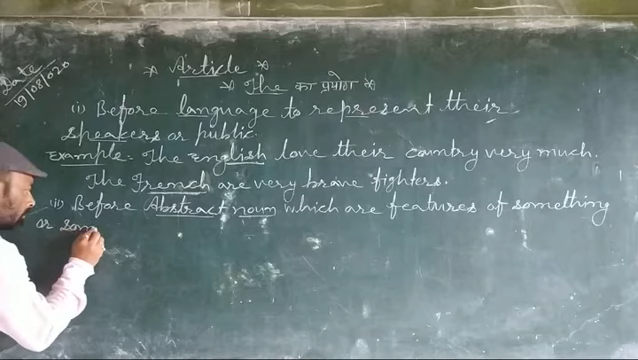 Date
19/08/020
* Article *
* The का प्रयोग *
(i) Before language to represent their
speakers or public.
Example:- The English love their country very much.
The French are very brave fighters.
(ii) Before Abstract noun which are features of something
or som